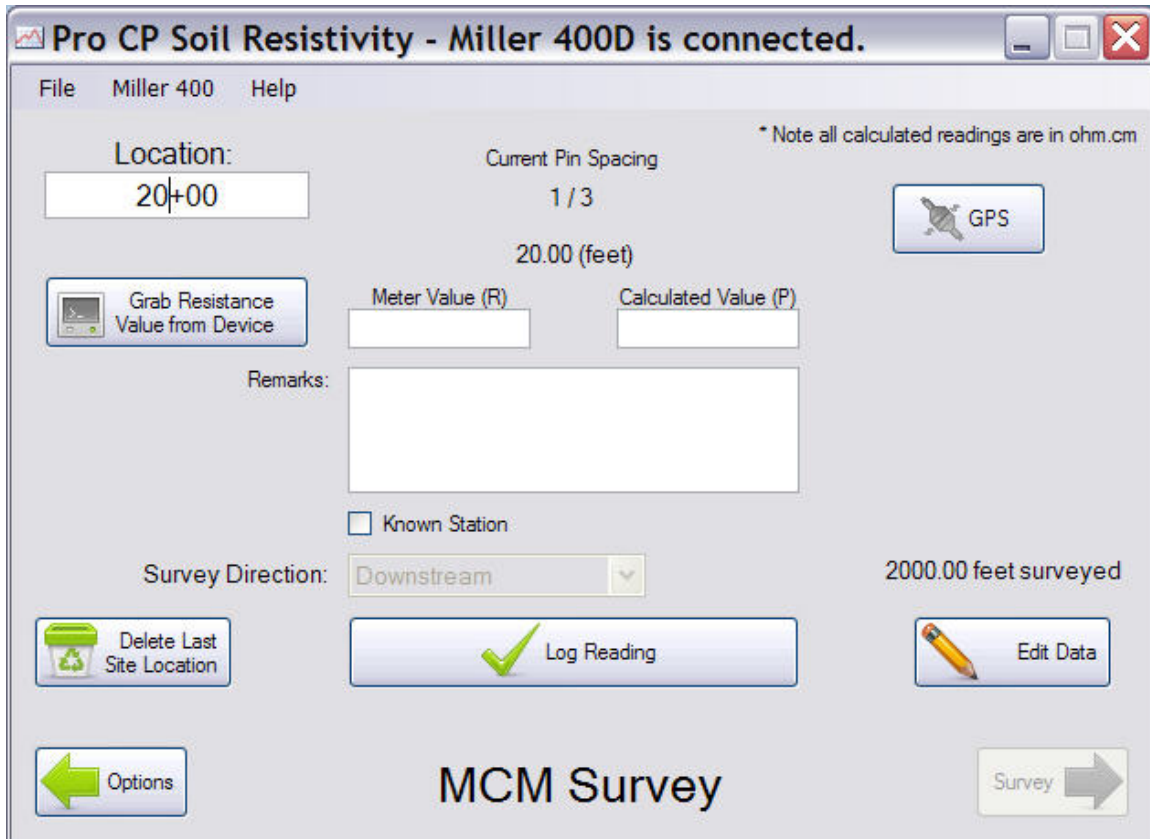 Pro CP Soil Resistivity - Miller 400D is connected.
File Miller 400 Help
* Note all calculated readings are in ohm.cm
Location:
Current Pin Spacing
20+00
1 / 3
GPS
20.00 (feet)
Grab Resistance
Value from Device
Meter Value (R)
Calculated Value (P)
Remarks:
Known Station
Survey Direction:
Downstream
2000.00 feet surveyed
Delete Last
Site Location
Log Reading
Edit Data
Options
MCM Survey
Survey